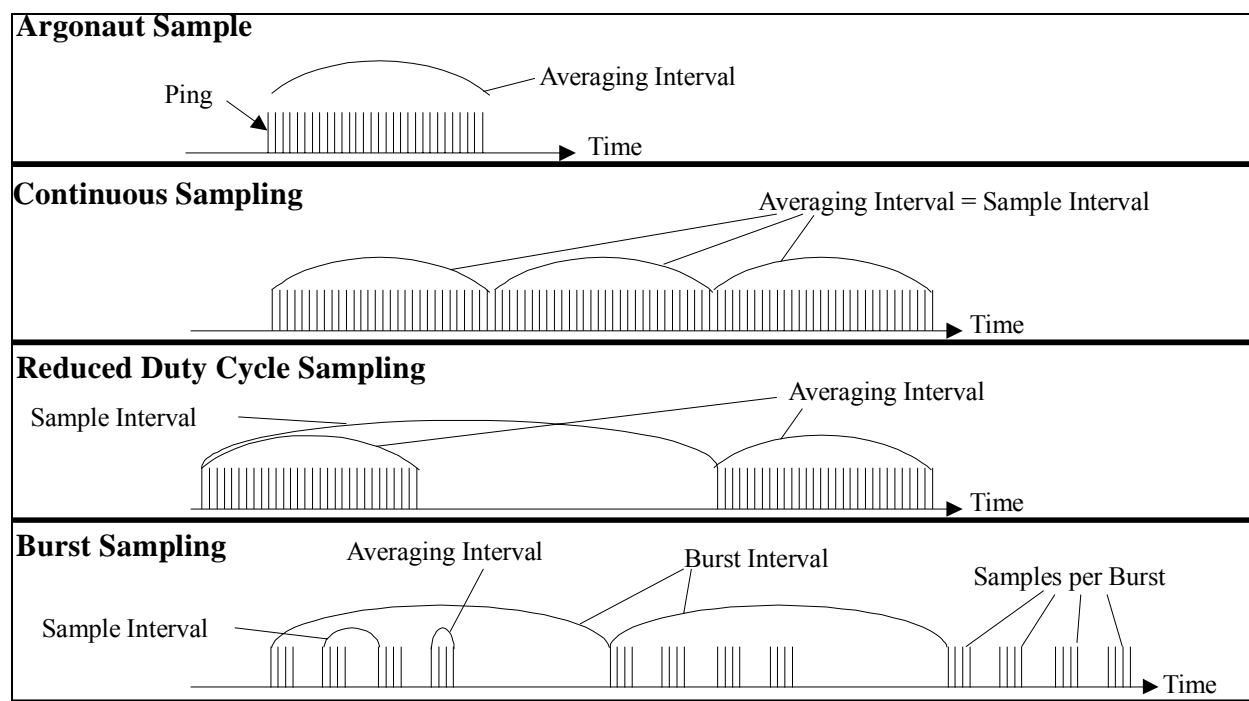 Argonaut Sample
Averaging Interval
Ping
Time
Continuous Sampling
Averaging Interval = Sample Interval
Time
Reduced Duty Cycle Sampling
Averaging Interval
Sample Interval
Time
Burst Sampling
Averaging Interval
Burst Interval
Samples per Burst
Sample Interval
Time